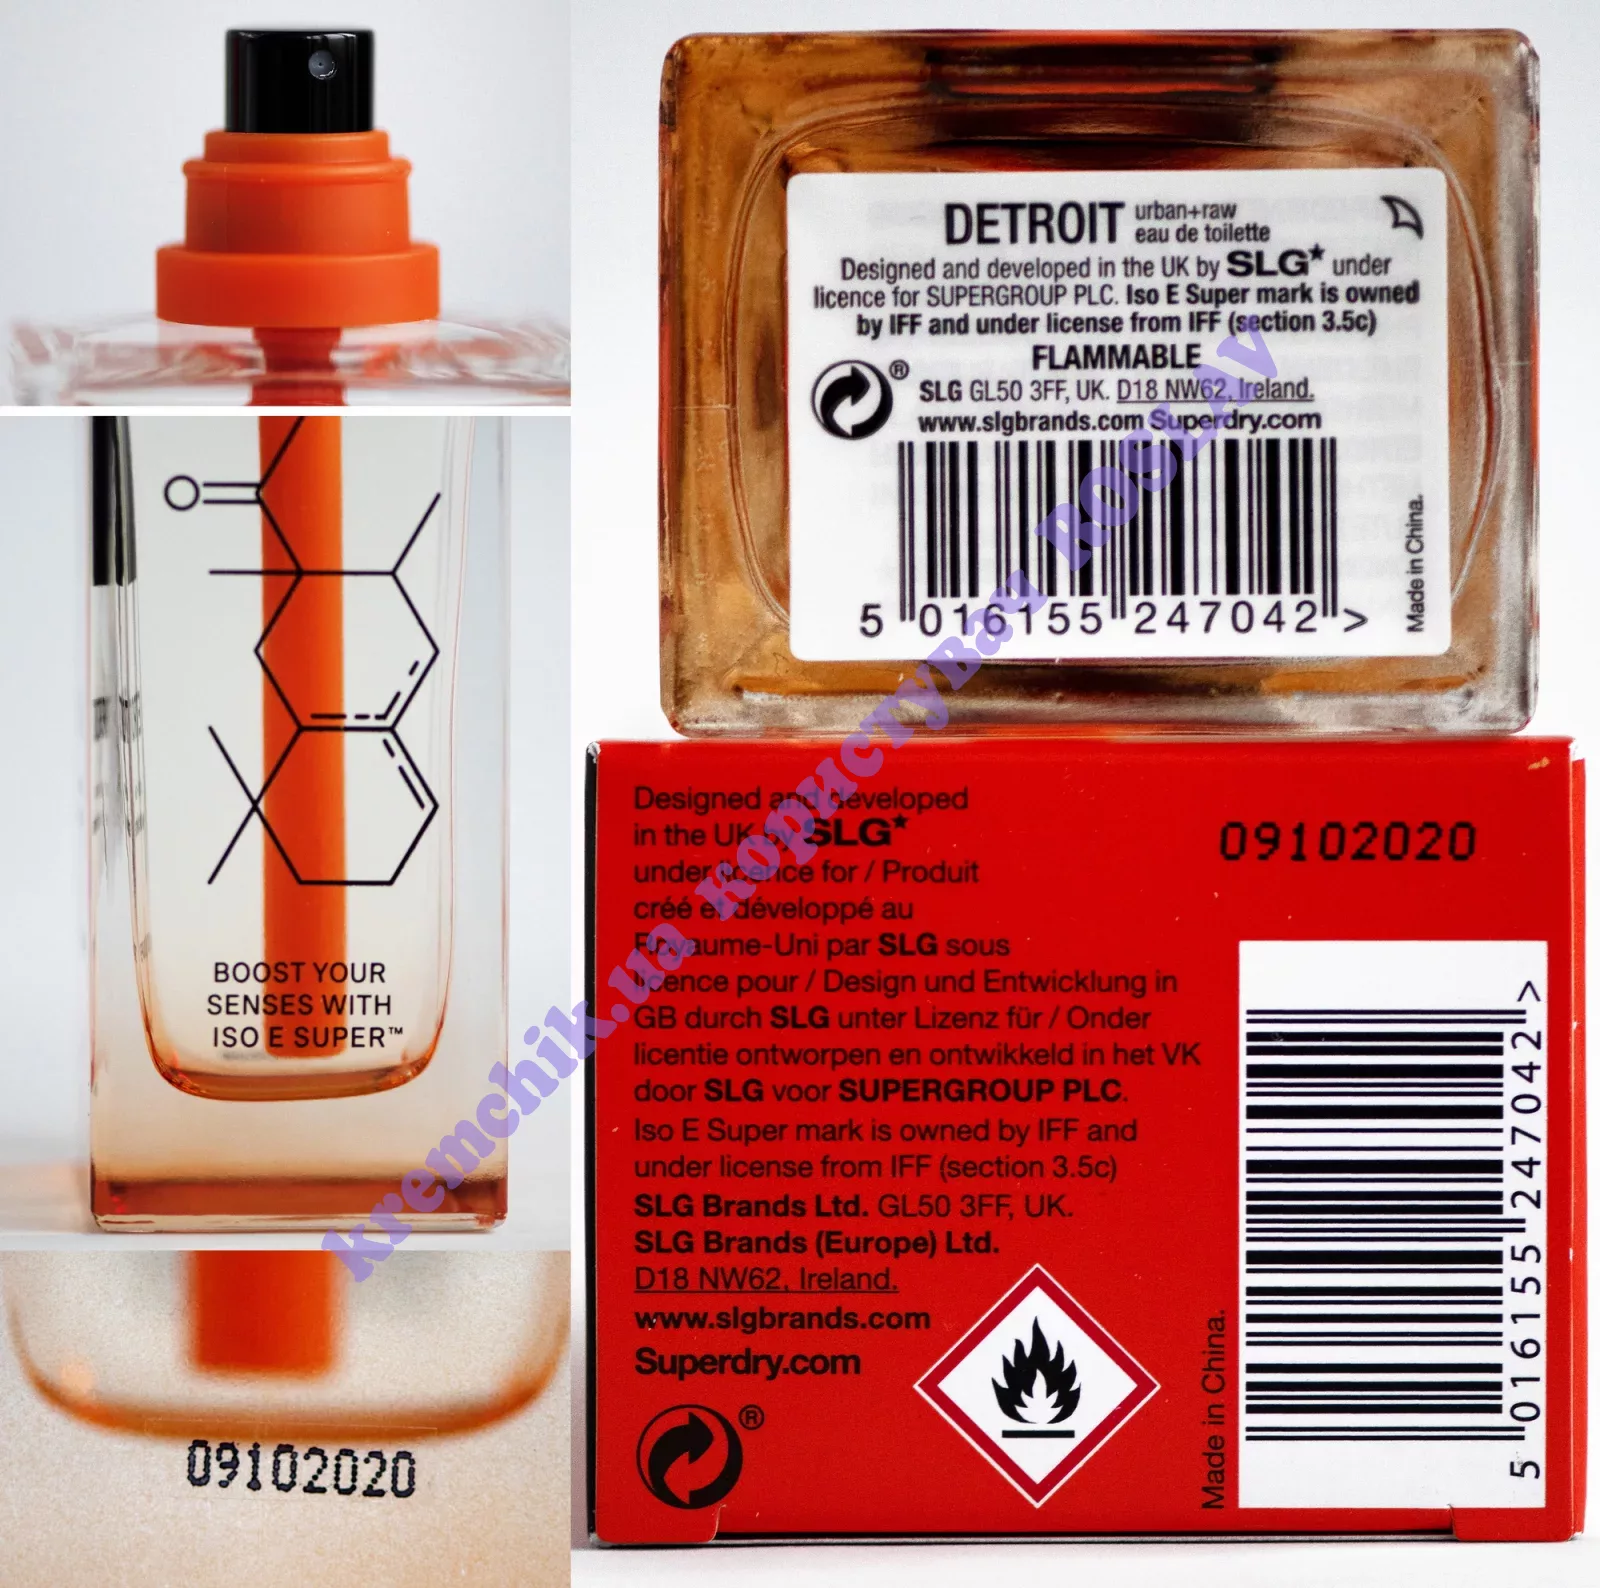 O
BOOST YOUR
SENSES WITH
ISO E SUPER™
09102020
DETROIT urban+raw
eau de toilette
Designed and developed in the UK by SLG★ under
licence for SUPERGROUP PLC. Iso E Super mark is owned
by IFF and under license from IFF (section 3.5c)
FLAMMABLE
®
SLG GL50 3FF, UK. D18 NW62, Ireland.
www.slgbrands.com Superdry.com
5 016155 247042 >
Made in China.
Designed and developed
in the UK by SLG★
under licence for / Produit
créé et développé au
Royaume-Uni par SLG sous
licence pour / Design und Entwicklung in
GB durch SLG unter Lizenz für / Onder
licentie ontworpen en ontwikkeld in het VK
door SLG voor SUPERGROUP PLC.
Iso E Super mark is owned by IFF and
under license from IFF (section 3.5c)
SLG Brands Ltd. GL50 3FF, UK.
SLG Brands (Europe) Ltd.
D18 NW62, Ireland.
www.slgbrands.com
Superdry.com
®
09102020
Made in China.
5 016155 247042 >
kremchik.ua користувач ROSLAV